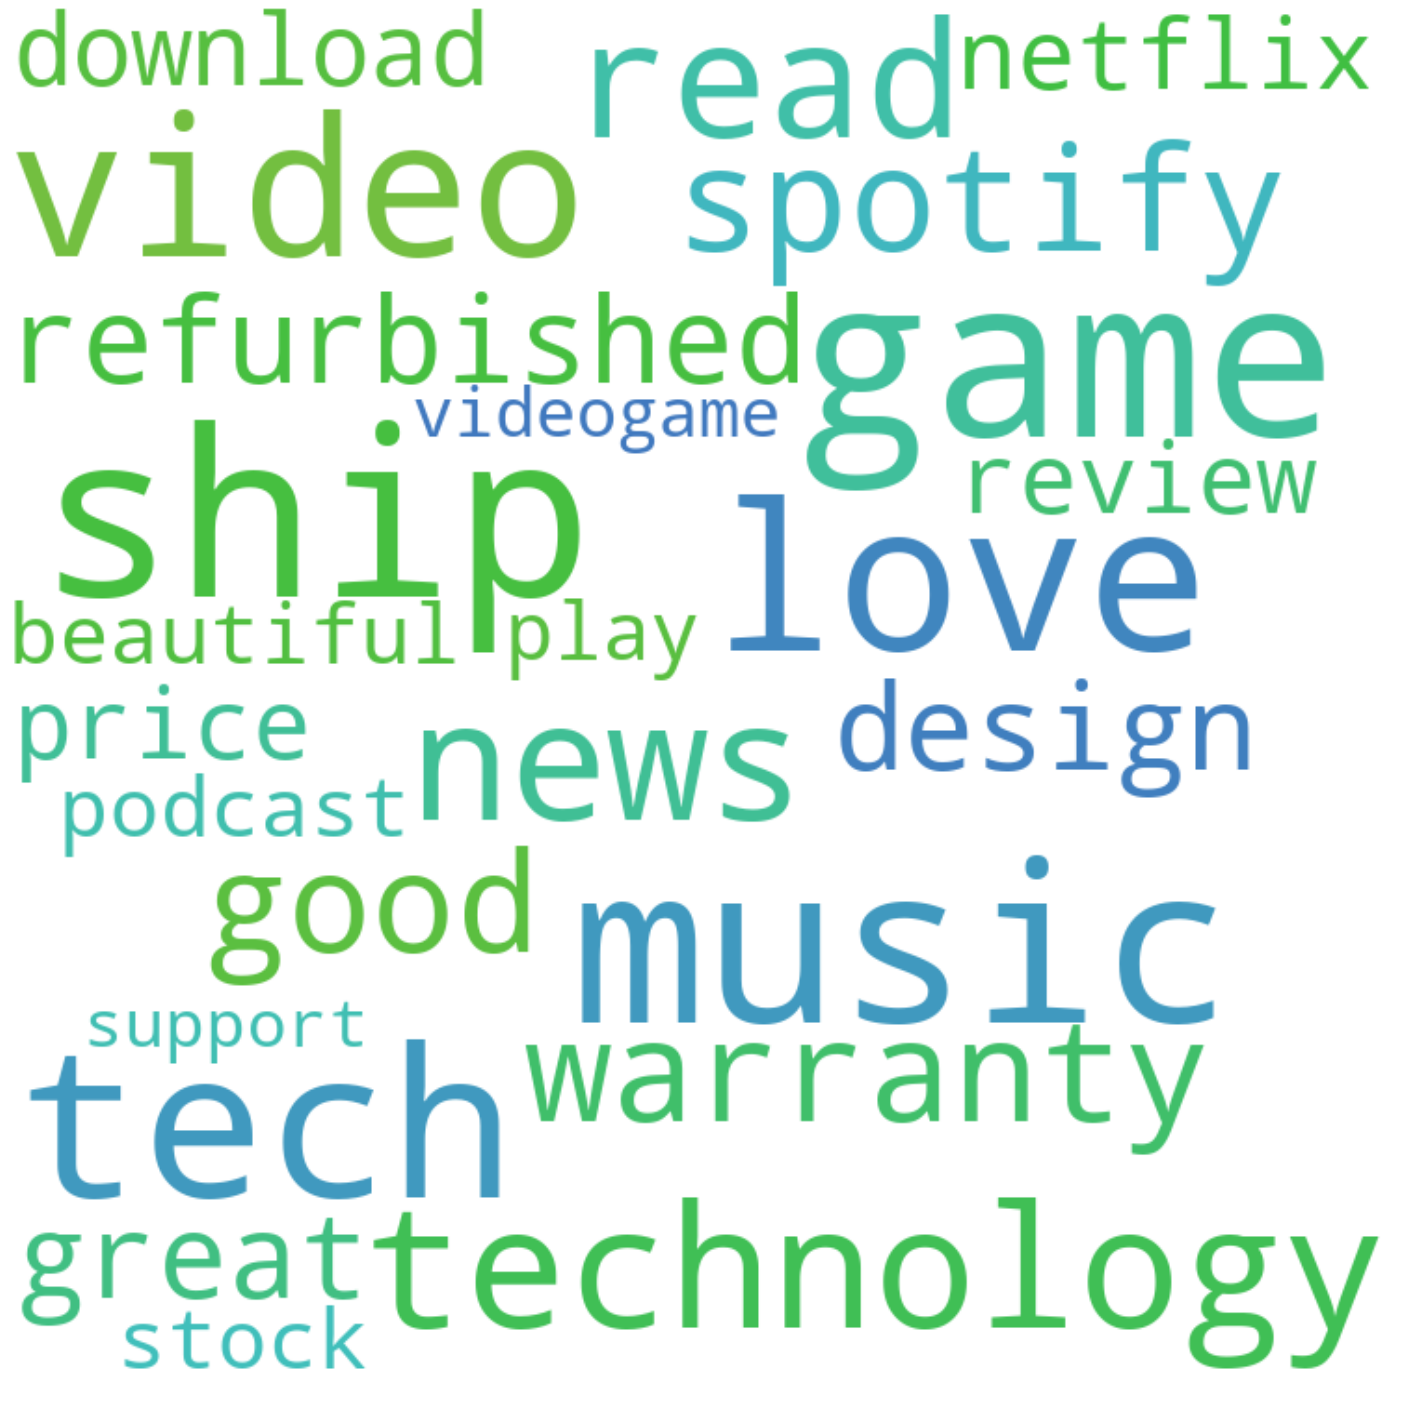 download
read
netflix
video
spotify
refurbished
game
videogame
ship
review
love
beautiful
play
price
news
design
podcast
good
music
support
warranty
tech
great
technology
stock